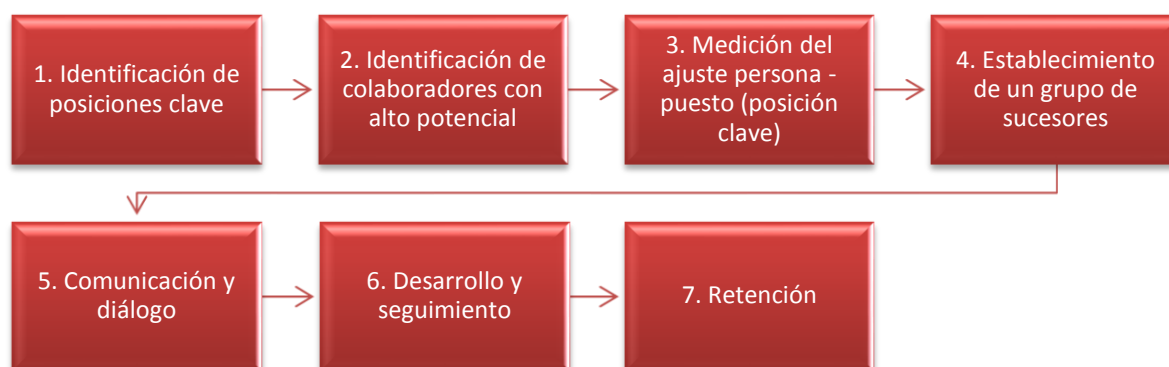 1. Identificación de
posiciones clave
2. Identificación de
colaboradores con
alto potencial
3. Medición del
ajuste persona -
puesto (posición
clave)
4. Establecimiento
de un grupo de
sucesores
5. Comunicación y
diálogo
6. Desarrollo y
seguimiento
7. Retención